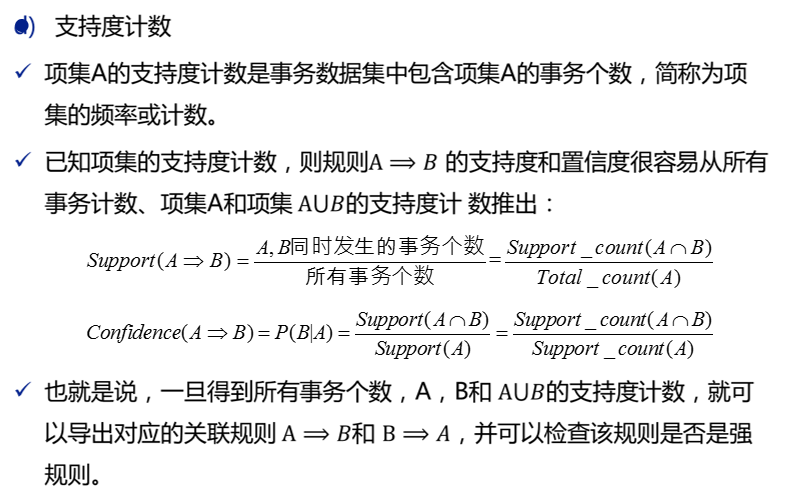 d) 支持度计数
✓ 项集A的支持度计数是事务数据集中包含项集A的事务个数，简称为项
集的频率或计数。
✓ 已知项集的支持度计数，则规则A ⟹ B 的支持度和置信度很容易从所有
事务计数、项集A和项集 A∪B的支持度计 数推出：
Support(A ⇒ B) = A, B同时发生的事务个数 / 所有事务个数 = Support _count(A ∩ B) / Total _count(A)
Confidence(A ⇒ B) = P(B|A) = Support(A ∩ B) / Support(A) = Support _count(A ∩ B) / Support _count(A)
✓ 也就是说，一旦得到所有事务个数，A，B和 A∪B的支持度计数，就可
以导出对应的关联规则 A ⟹ B和 B ⟹ A，并可以检查该规则是否是强
规则。